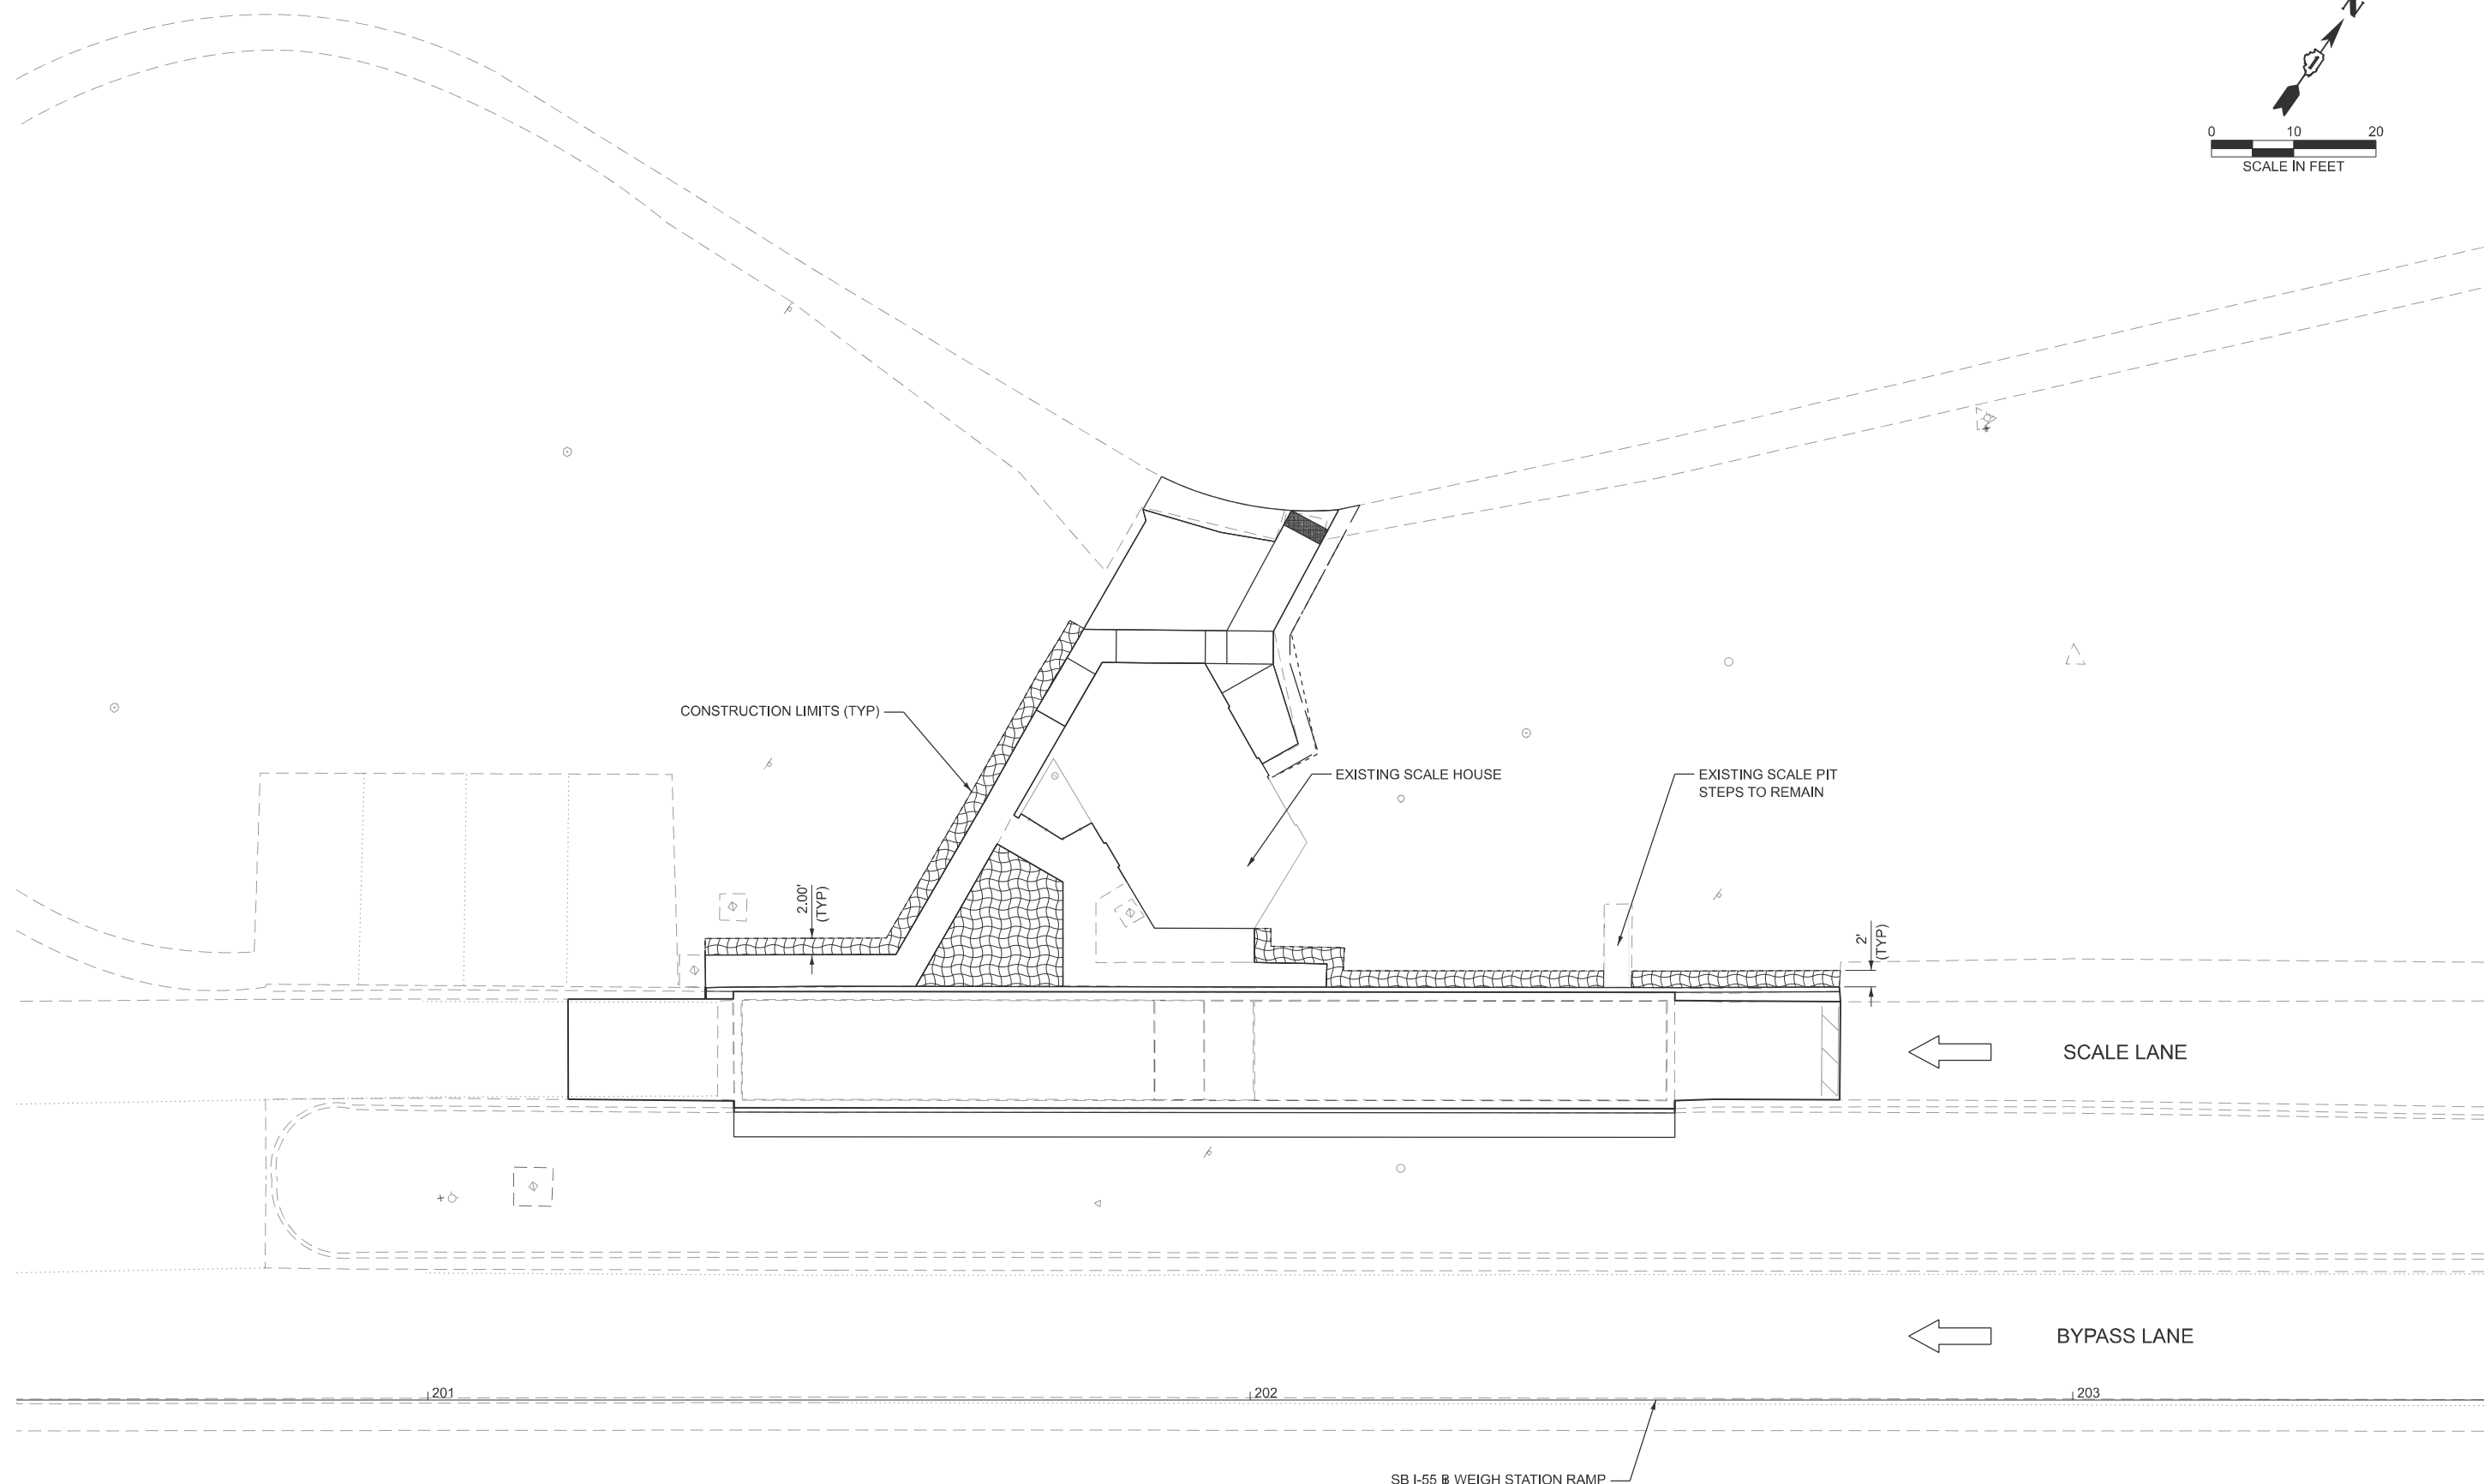 N
0 10 20
SCALE IN FEET
CONSTRUCTION LIMITS (TYP)
EXISTING SCALE HOUSE
EXISTING SCALE PIT
STEPS TO REMAIN
2.00'
(TYP)
2'
(TYP)
SCALE LANE
BYPASS LANE
201
202
203
SB I-55 ⅊ WEIGH STATION RAMP